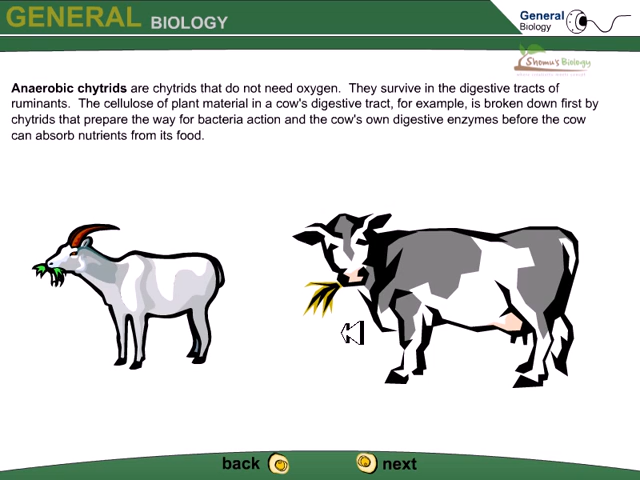 GENERAL BIOLOGY
General
Biology
Shomu's Biology
Anaerobic chytrids are chytrids that do not need oxygen. They survive in the digestive tracts of
ruminants. The cellulose of plant material in a cow's digestive tract, for example, is broken down first by
chytrids that prepare the way for bacteria action and the cow's own digestive enzymes before the cow
can absorb nutrients from its food.
back next